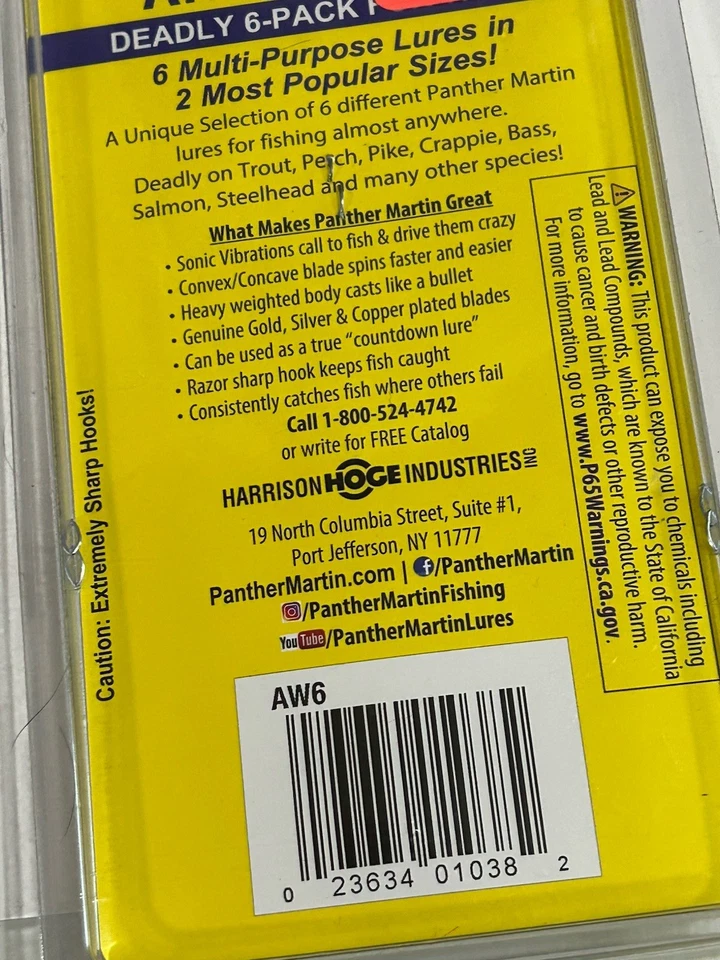 DEADLY 6-PACK
6 Multi-Purpose Lures in
2 Most Popular Sizes!
A Unique Selection of 6 different Panther Martin
lures for fishing almost anywhere.
Deadly on Trout, Perch, Pike, Crappie, Bass,
Salmon, Steelhead and many other species!
What Makes Panther Martin Great
• Sonic Vibrations call to fish & drive them crazy
• Convex/Concave blade spins faster and easier
• Heavy weighted body casts like a bullet
• Genuine Gold, Silver & Copper plated blades
• Can be used as a true "countdown lure"
• Razor sharp hook keeps fish caught
• Consistently catches fish where others fail
Call 1-800-524-4742
or write for FREE Catalog
HARRISON HOGE INDUSTRIES INC
19 North Columbia Street, Suite #1,
Port Jefferson, NY 11777
PantherMartin.com | f/PantherMartin
/PantherMartinFishing
YouTube/PantherMartinLures
Caution: Extremely Sharp Hooks!
⚠WARNING: This product can expose you to chemicals including
Lead and Lead Compounds, which are known to the State of California
to cause cancer and birth defects or other reproductive harm.
For more information, go to www.P65Warnings.ca.gov.
AW6
0 23634 01038 2